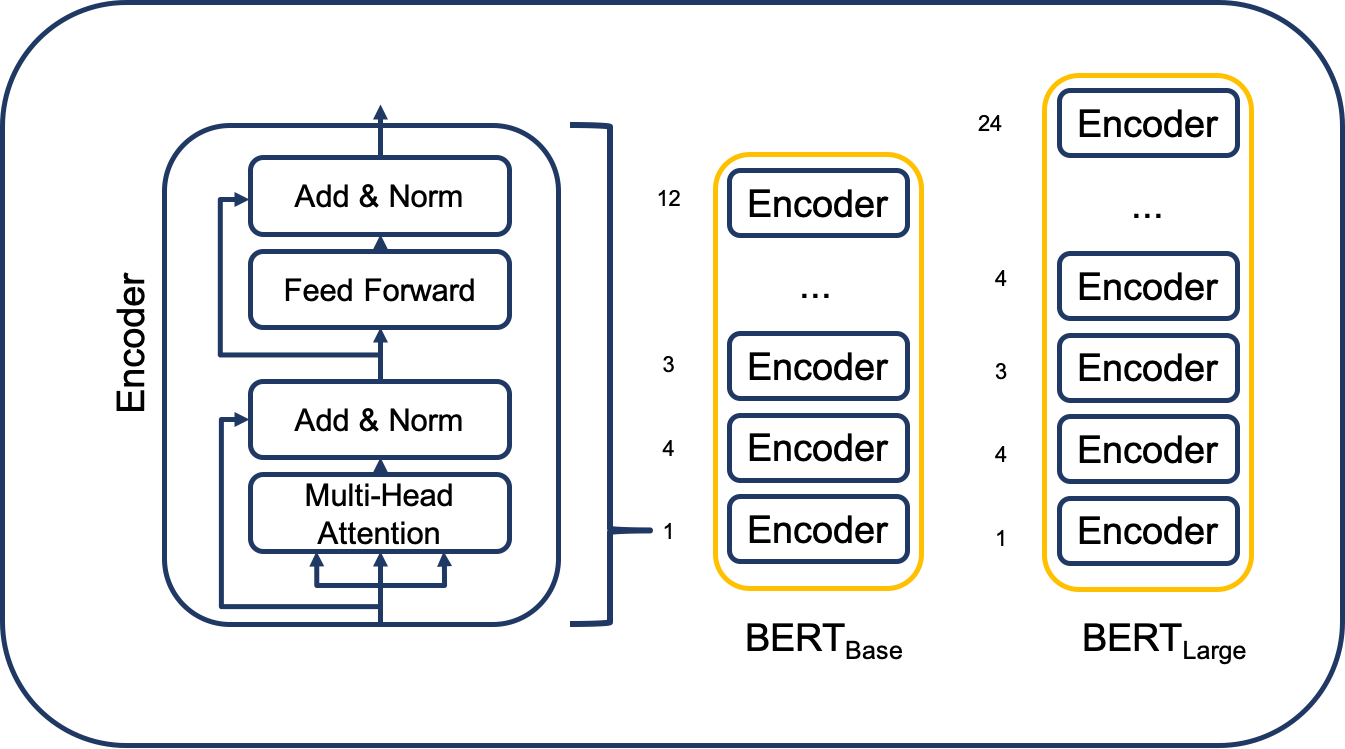 Encoder
Add & Norm
Feed Forward
Add & Norm
Multi-Head
Attention
12
Encoder
...
3
Encoder
4
Encoder
1
Encoder
BERTBase
24
Encoder
...
4
Encoder
3
Encoder
4
Encoder
1
Encoder
BERTLarge